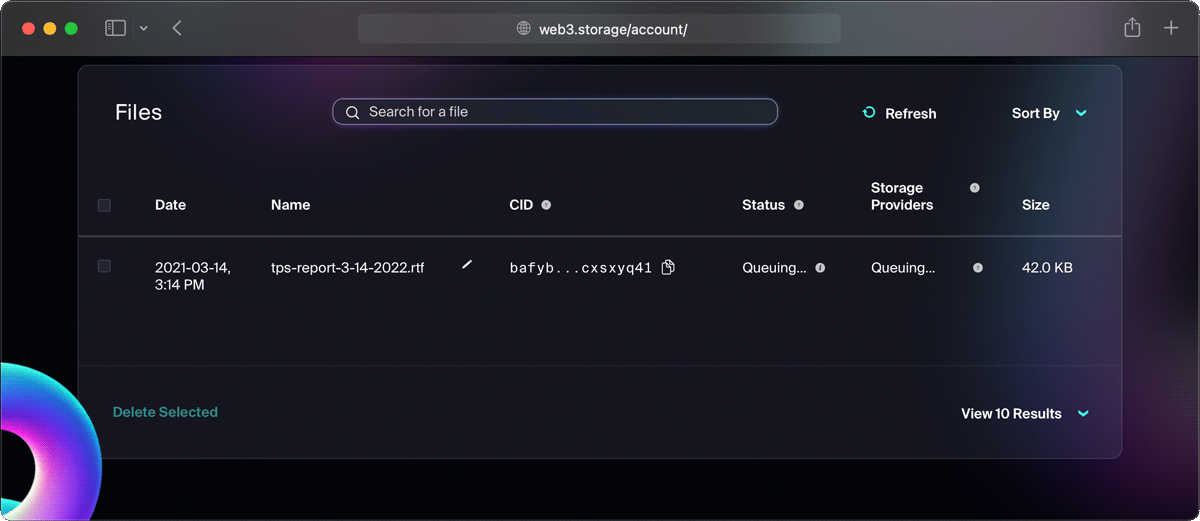 web3.storage/account/
Files
Search for a file
Refresh
Sort By
Date
Name
CID
Status
Storage
Providers
Size
2021-03-14,
3:14 PM
tps-report-3-14-2022.rtf
bafyb...cxsxyq41
Queuing...
Queuing...
42.0 KB
Delete Selected
View 10 Results